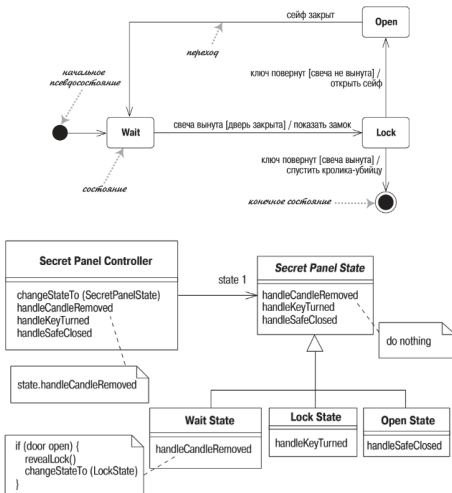 сейф закрыт
Open
переход
ключ повернут [свеча не вынута] /
открыть сейф
начальное
псевдосостояние
Wait
свеча вынута [дверь закрыта] / показать замок
Lock
ключ повернут [свеча вынута] /
спустить кролика-убийцу
состояние
конечное состояние
Secret Panel Controller
changeStateTo (SecretPanelState)
handleCandleRemoved
handleKeyTurned
handleSafeClosed
state 1
Secret Panel State
handleCandleRemoved
handleKeyTurned
handleSafeClosed
do nothing
state.handleCandleRemoved
Wait State
handleCandleRemoved
Lock State
handleKeyTurned
Open State
handleSafeClosed
if (door open) {
revealLock()
changeStateTo (LockState)
}